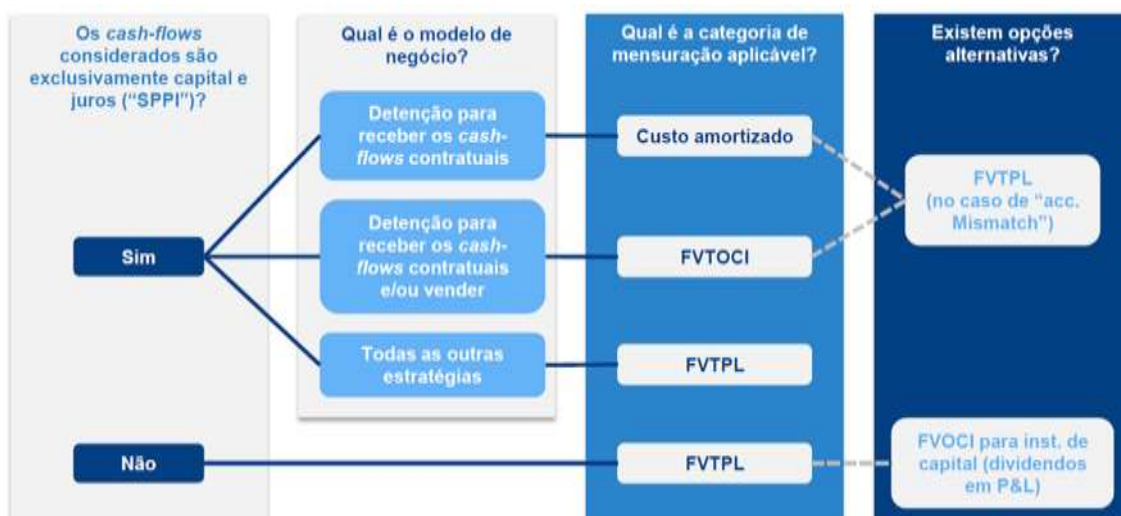 Os cash-flows
considerados são
exclusivamente capital e
juros (“SPPI”)?
Qual é o modelo de
negócio?
Qual é a categoria de
mensuração aplicável?
Existem opções
alternativas?
Detenção para
receber os cash-
flows contratuais
Custo amortizado
FVTPL
(no caso de “acc.
Mismatch”)
Sim
Detenção para
receber os cash-
flows contratuais
e/ou vender
FVTOCI
Todas as outras
estratégias
FVTPL
Não
FVTPL
FVOCI para inst. de
capital (dividendos
em P&L)